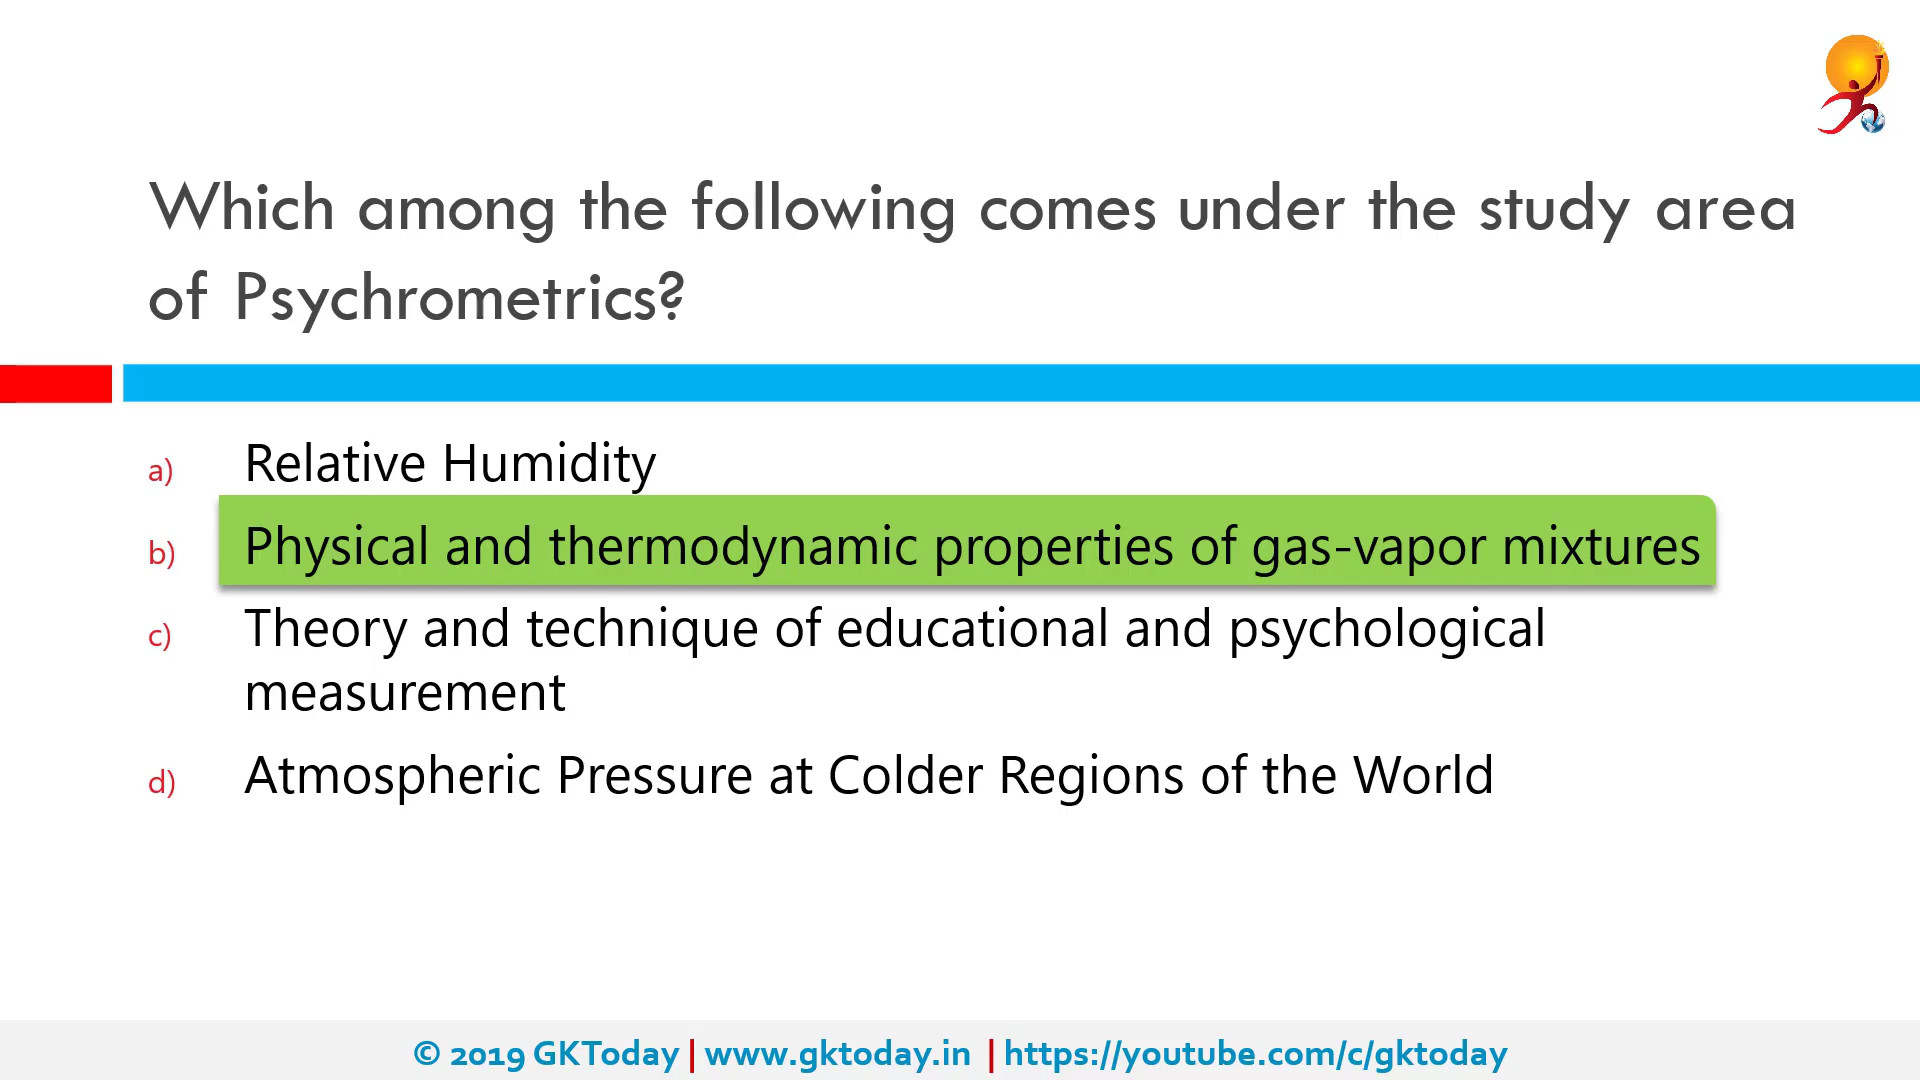 Which among the following comes under the study area
of Psychrometrics?
a) Relative Humidity
b) Physical and thermodynamic properties of gas-vapor mixtures
c) Theory and technique of educational and psychological
measurement
d) Atmospheric Pressure at Colder Regions of the World
© 2019 GKToday | www.gktoday.in | https://youtube.com/c/gktoday